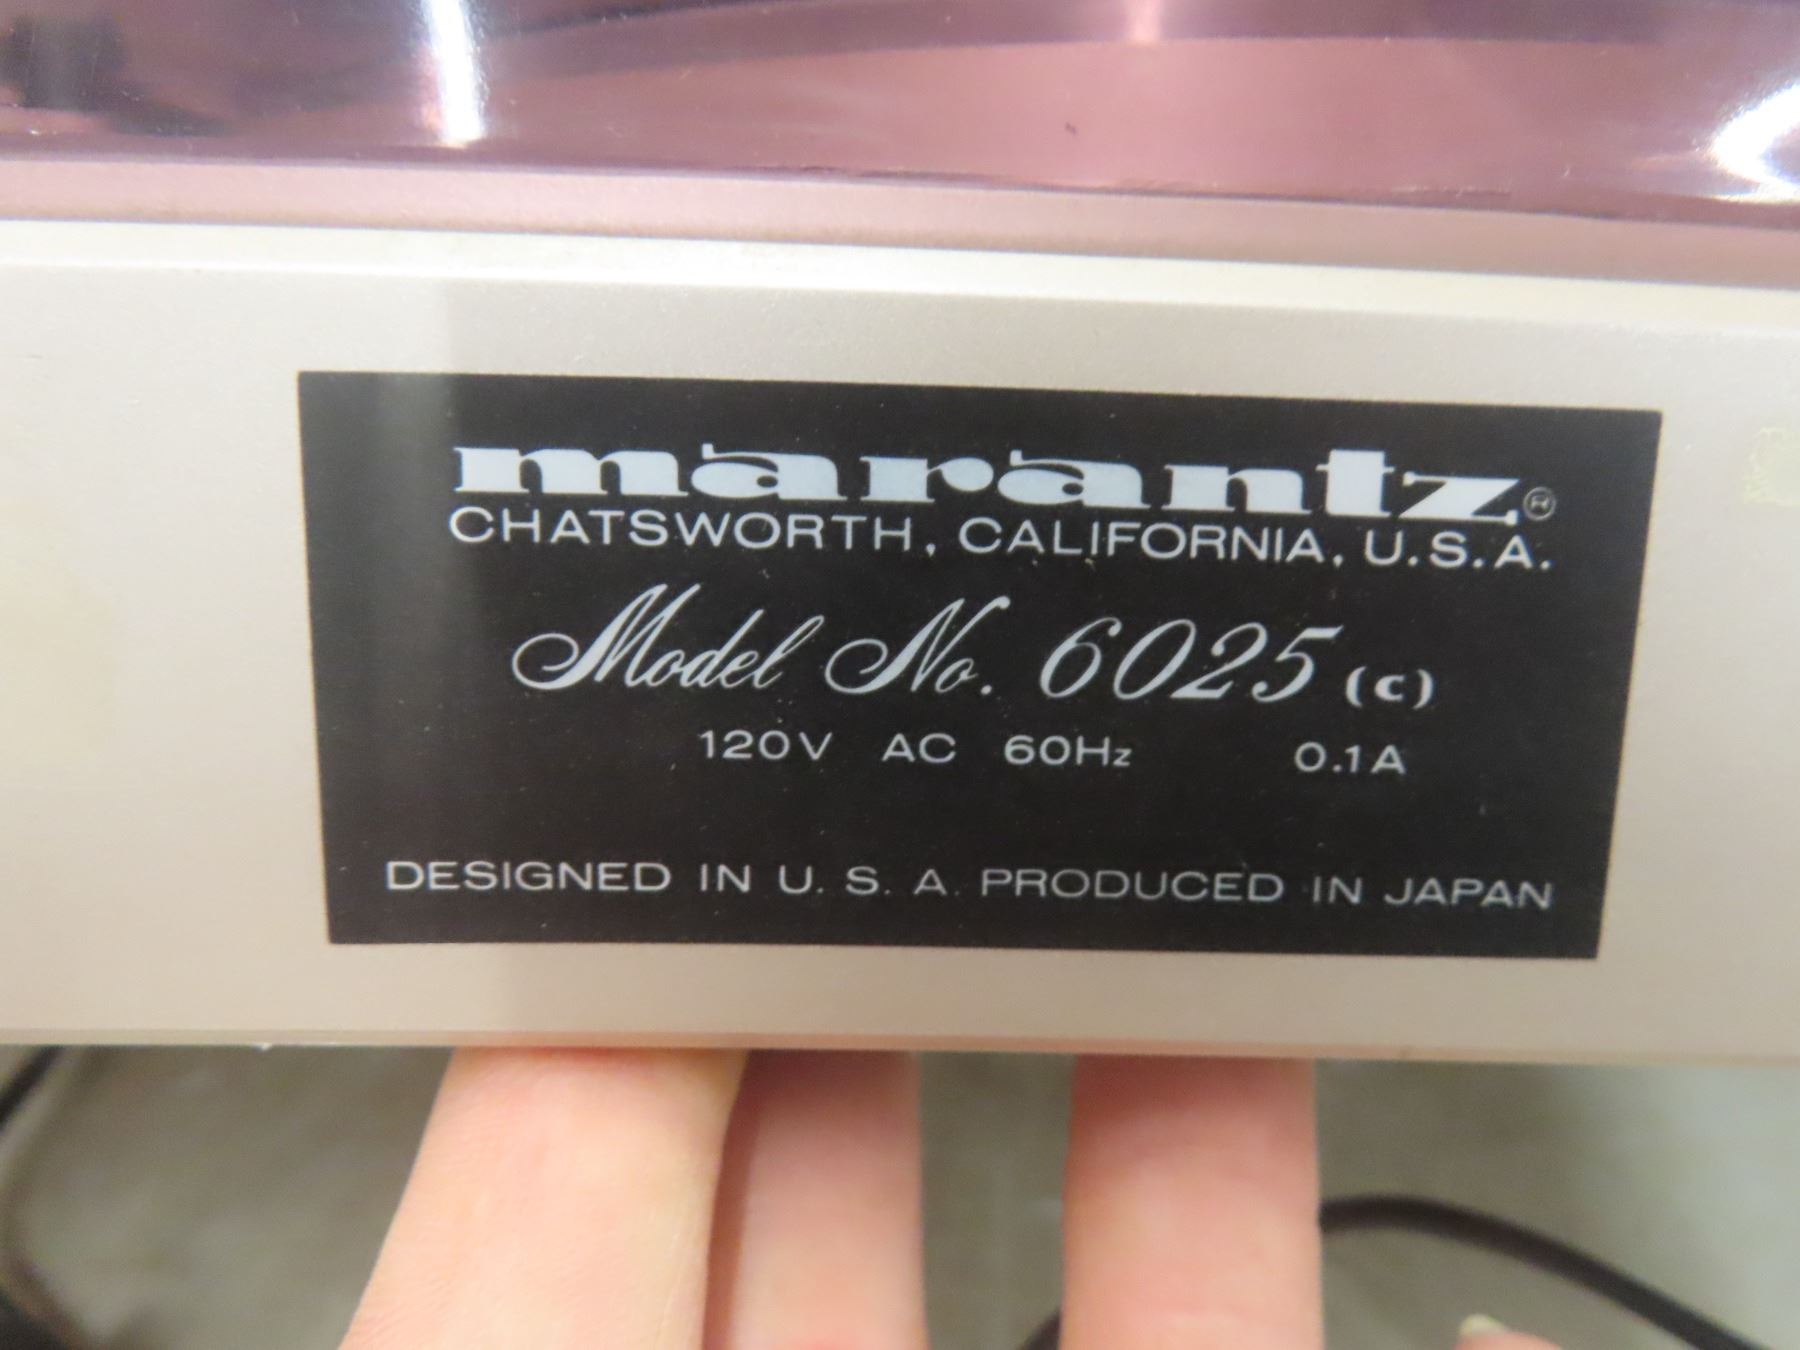 marantz®
CHATSWORTH, CALIFORNIA, U.S.A.
Model No. 6025 (c)
120V AC 60Hz 0.1A
DESIGNED IN U. S. A. PRODUCED IN JAPAN